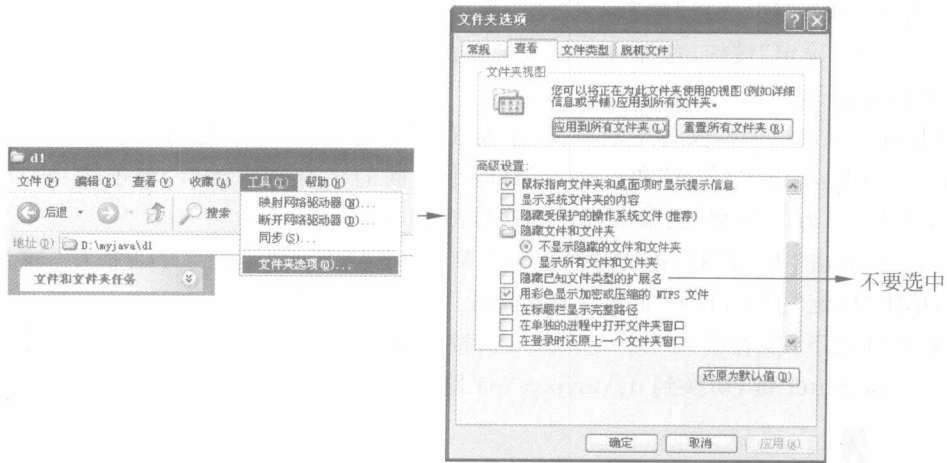 d1
文件(F) 编辑(E) 查看(V) 收藏(A) 工具(T) 帮助(H)
后退 搜索
地址(D) D:\myjava\d1
文件和文件夹任务
映射网络驱动器(N)...
断开网络驱动器(D)...
同步(S)...
文件夹选项(O)...
文件夹选项
常规 查看 文件类型 脱机文件
文件夹视图
您可以将正在为此文件夹使用的视图(例如详细
信息或平铺)应用到所有文件夹。
应用到所有文件夹(L) 重置所有文件夹(R)
高级设置:
鼠标指向文件夹和桌面项时显示提示信息
显示系统文件夹的内容
隐藏受保护的操作系统文件(推荐)
隐藏文件和文件夹
不显示隐藏的文件和文件夹
显示所有文件和文件夹
隐藏已知文件类型的扩展名
不要选中
用彩色显示加密或压缩的 NTFS 文件
在标题栏显示完整路径
在单独的进程中打开文件夹窗口
在登录时还原上一个文件夹窗口
还原为默认值(D)
确定 取消 应用(A)